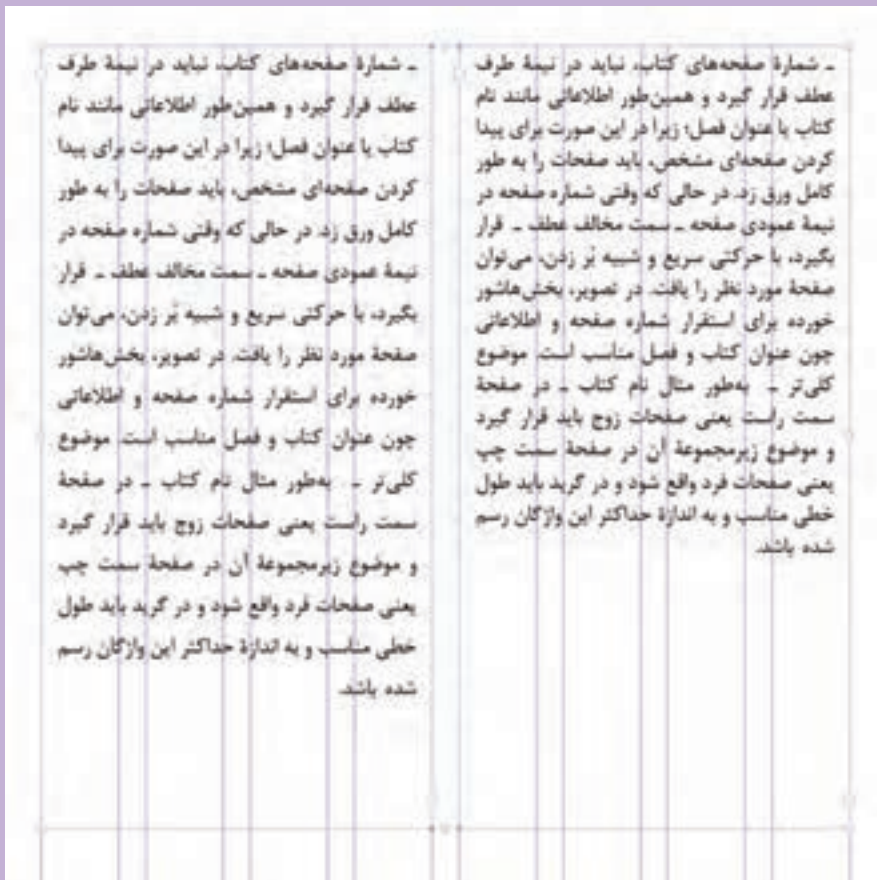 ـ شمارهٔ صفحه‌های کتاب، نباید در نیمهٔ طرف
عطف قرار گیرد و همین‌طور اطلاعاتی مانند نام
کتاب یا عنوان فصل؛ زیرا در این صورت برای پیدا
کردن صفحه‌ای مشخص، باید صفحات را به طور
کامل ورق زد. در حالی که وقتی شماره صفحه در
نیمهٔ عمودی صفحه ـ سمت مخالف عطف ـ قرار
بگیرد، با حرکتی سریع و شبیه بُر زدن، می‌توان
صفحهٔ مورد نظر را یافت. در تصویر، بخش‌هاشور
خورده برای استقرار شماره صفحه و اطلاعاتی
چون عنوان کتاب و فصل مناسب است. موضوع
کلی‌تر ـ به‌طور مثال نام کتاب ـ در صفحهٔ
سمت راست یعنی صفحات زوج باید قرار گیرد
و موضوع زیرمجموعهٔ آن در صفحهٔ سمت چپ
یعنی صفحات فرد واقع شود و در گرید باید طول
خطی مناسب و به اندازهٔ حداکثر این واژگان رسم
شده باشد.
ـ شمارهٔ صفحه‌های کتاب، نباید در نیمهٔ طرف
عطف قرار گیرد و همین‌طور اطلاعاتی مانند نام
کتاب یا عنوان فصل؛ زیرا در این صورت برای پیدا
کردن صفحه‌ای مشخص، باید صفحات را به طور
کامل ورق زد. در حالی که وقتی شماره صفحه در
نیمهٔ عمودی صفحه ـ سمت مخالف عطف ـ قرار
بگیرد، با حرکتی سریع و شبیه بُر زدن، می‌توان
صفحهٔ مورد نظر را یافت. در تصویر، بخش‌هاشور
خورده برای استقرار شماره صفحه و اطلاعاتی
چون عنوان کتاب و فصل مناسب است. موضوع
کلی‌تر ـ به‌طور مثال نام کتاب ـ در صفحهٔ
سمت راست یعنی صفحات زوج باید قرار گیرد
و موضوع زیرمجموعهٔ آن در صفحهٔ سمت چپ
یعنی صفحات فرد واقع شود و در گرید باید طول
خطی مناسب و به اندازهٔ حداکثر این واژگان رسم
شده باشد.